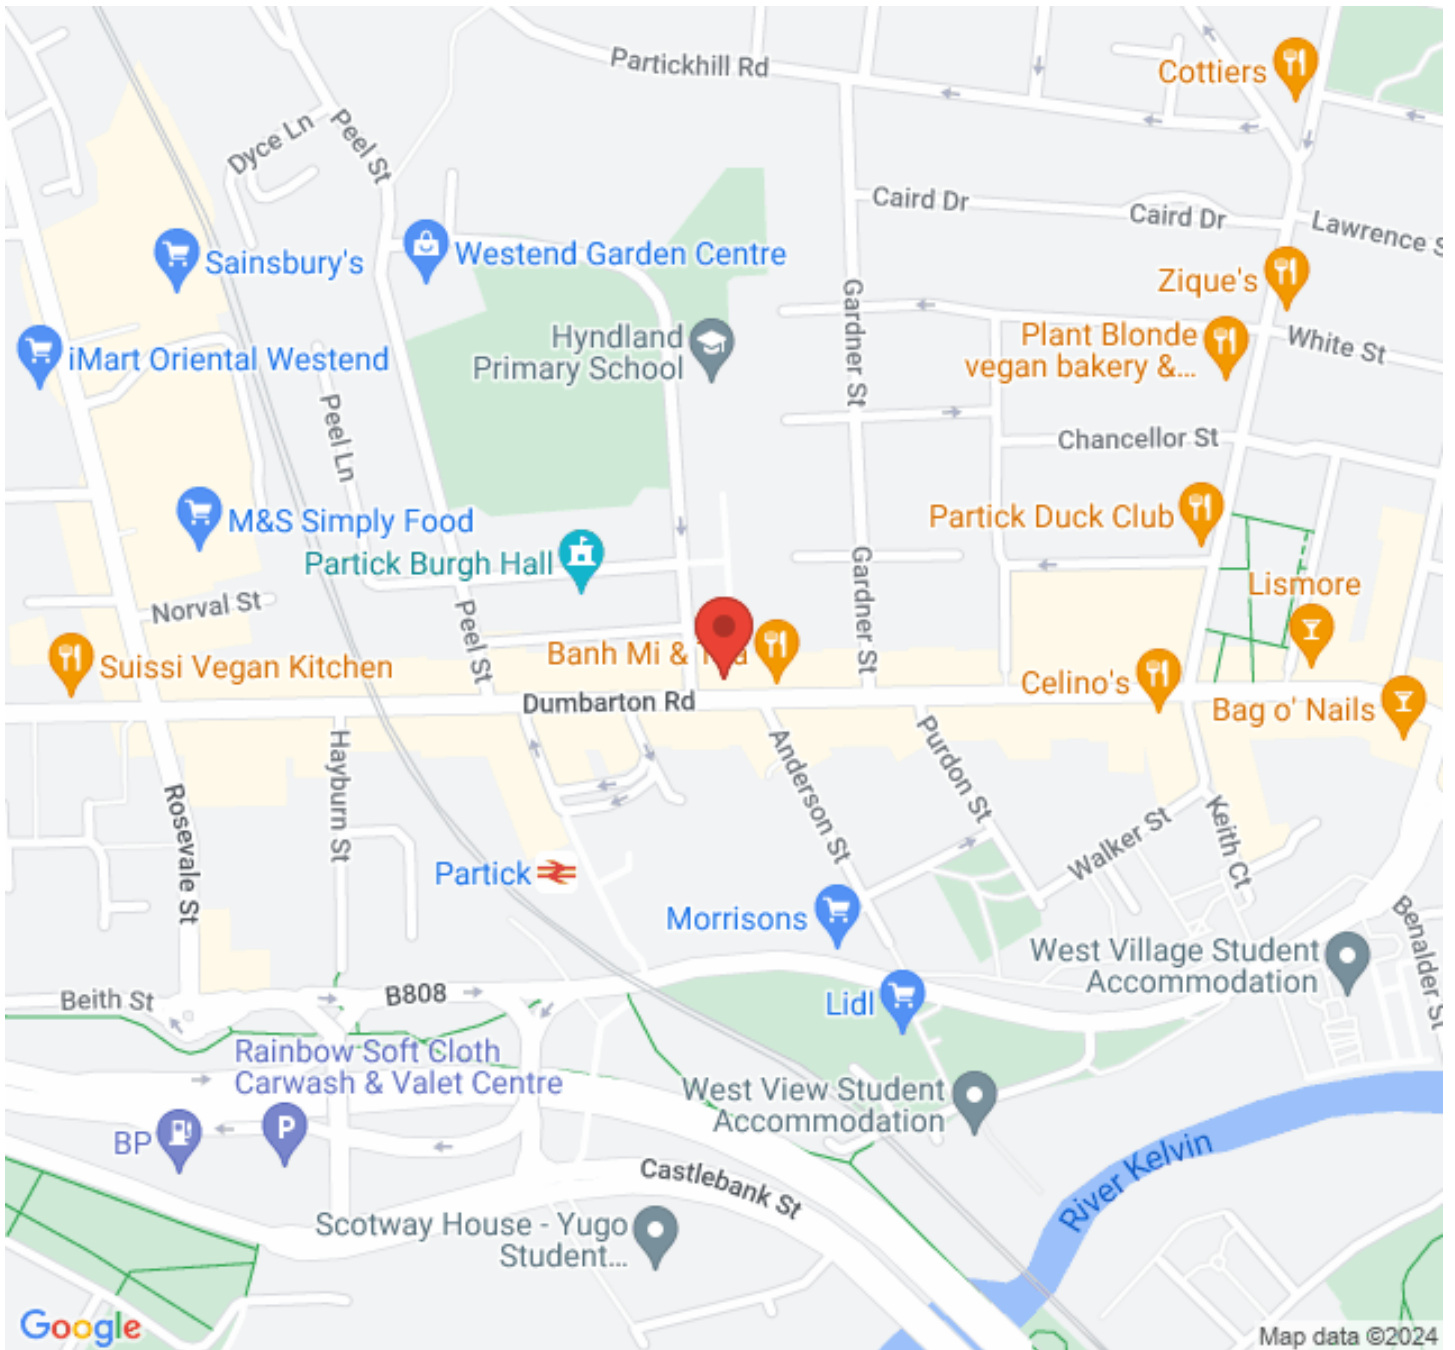 Partickhill Rd
Cottiers
Dyce Ln
Peel St
Caird Dr
Caird Dr
Lawrence S
Sainsbury's
Westend Garden Centre
Zique's
Gardner St
Hyndland
Primary School
Plant Blonde
vegan bakery &...
White St
iMart Oriental Westend
Peel Ln
Chancellor St
M&S Simply Food
Partick Duck Club
Partick Burgh Hall
Gardner St
Lismore
Norval St
Peel St
Suissi Vegan Kitchen
Banh Mi &
Celino's
Dumbarton Rd
Bag o' Nails
Hayburn St
Anderson St
Purdon St
Rosevale St
Walker St
Keith Ct
Partick
Morrisons
Benalder St
West Village Student
Accommodation
Beith St
B808
Lidl
Rainbow Soft Cloth
Carwash & Valet Centre
West View Student
Accommodation
BP
P
River Kelvin
Castlebank St
Scotway House - Yugo
Student...
Google
Map data ©2024